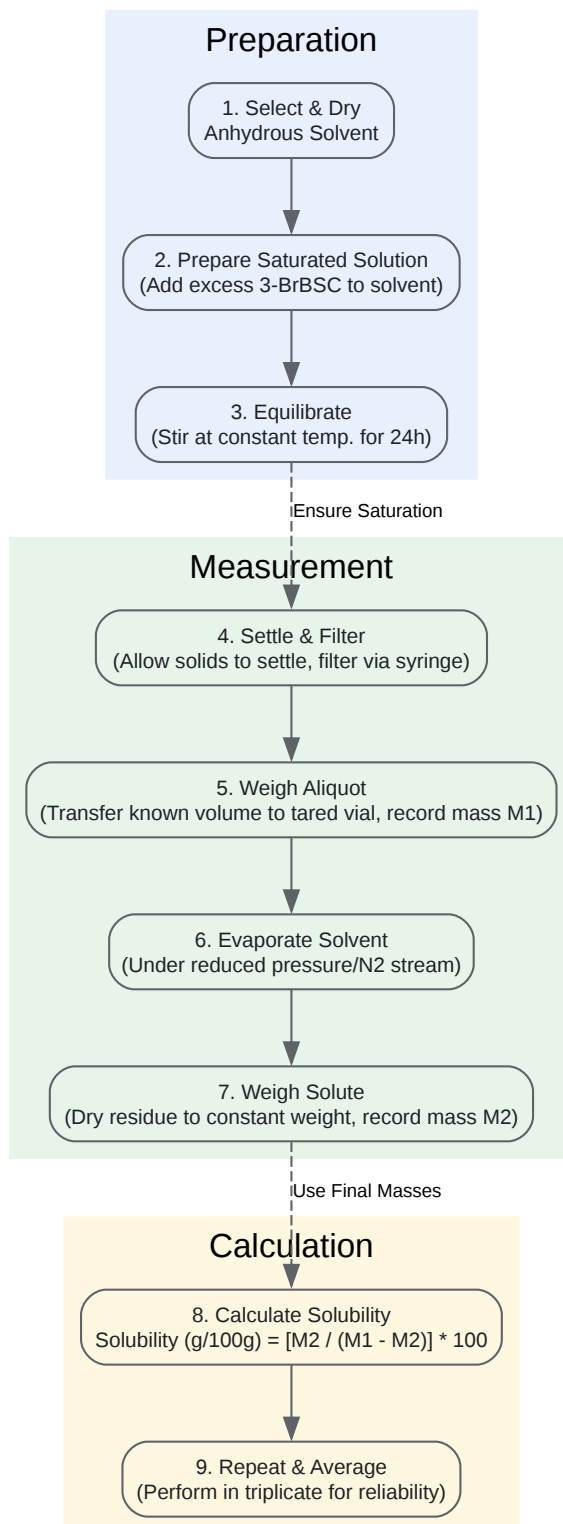 Preparation
1. Select & Dry
Anhydrous Solvent
2. Prepare Saturated Solution
(Add excess 3-BrBSC to solvent)
3. Equilibrate
(Stir at constant temp. for 24h)
Ensure Saturation
Measurement
4. Settle & Filter
(Allow solids to settle, filter via syringe)
5. Weigh Aliquot
(Transfer known volume to tared vial, record mass M1)
6. Evaporate Solvent
(Under reduced pressure/N2 stream)
7. Weigh Solute
(Dry residue to constant weight, record mass M2)
Use Final Masses
Calculation
8. Calculate Solubility
Solubility (g/100g) = [M2 / (M1 - M2)] * 100
9. Repeat & Average
(Perform in triplicate for reliability)